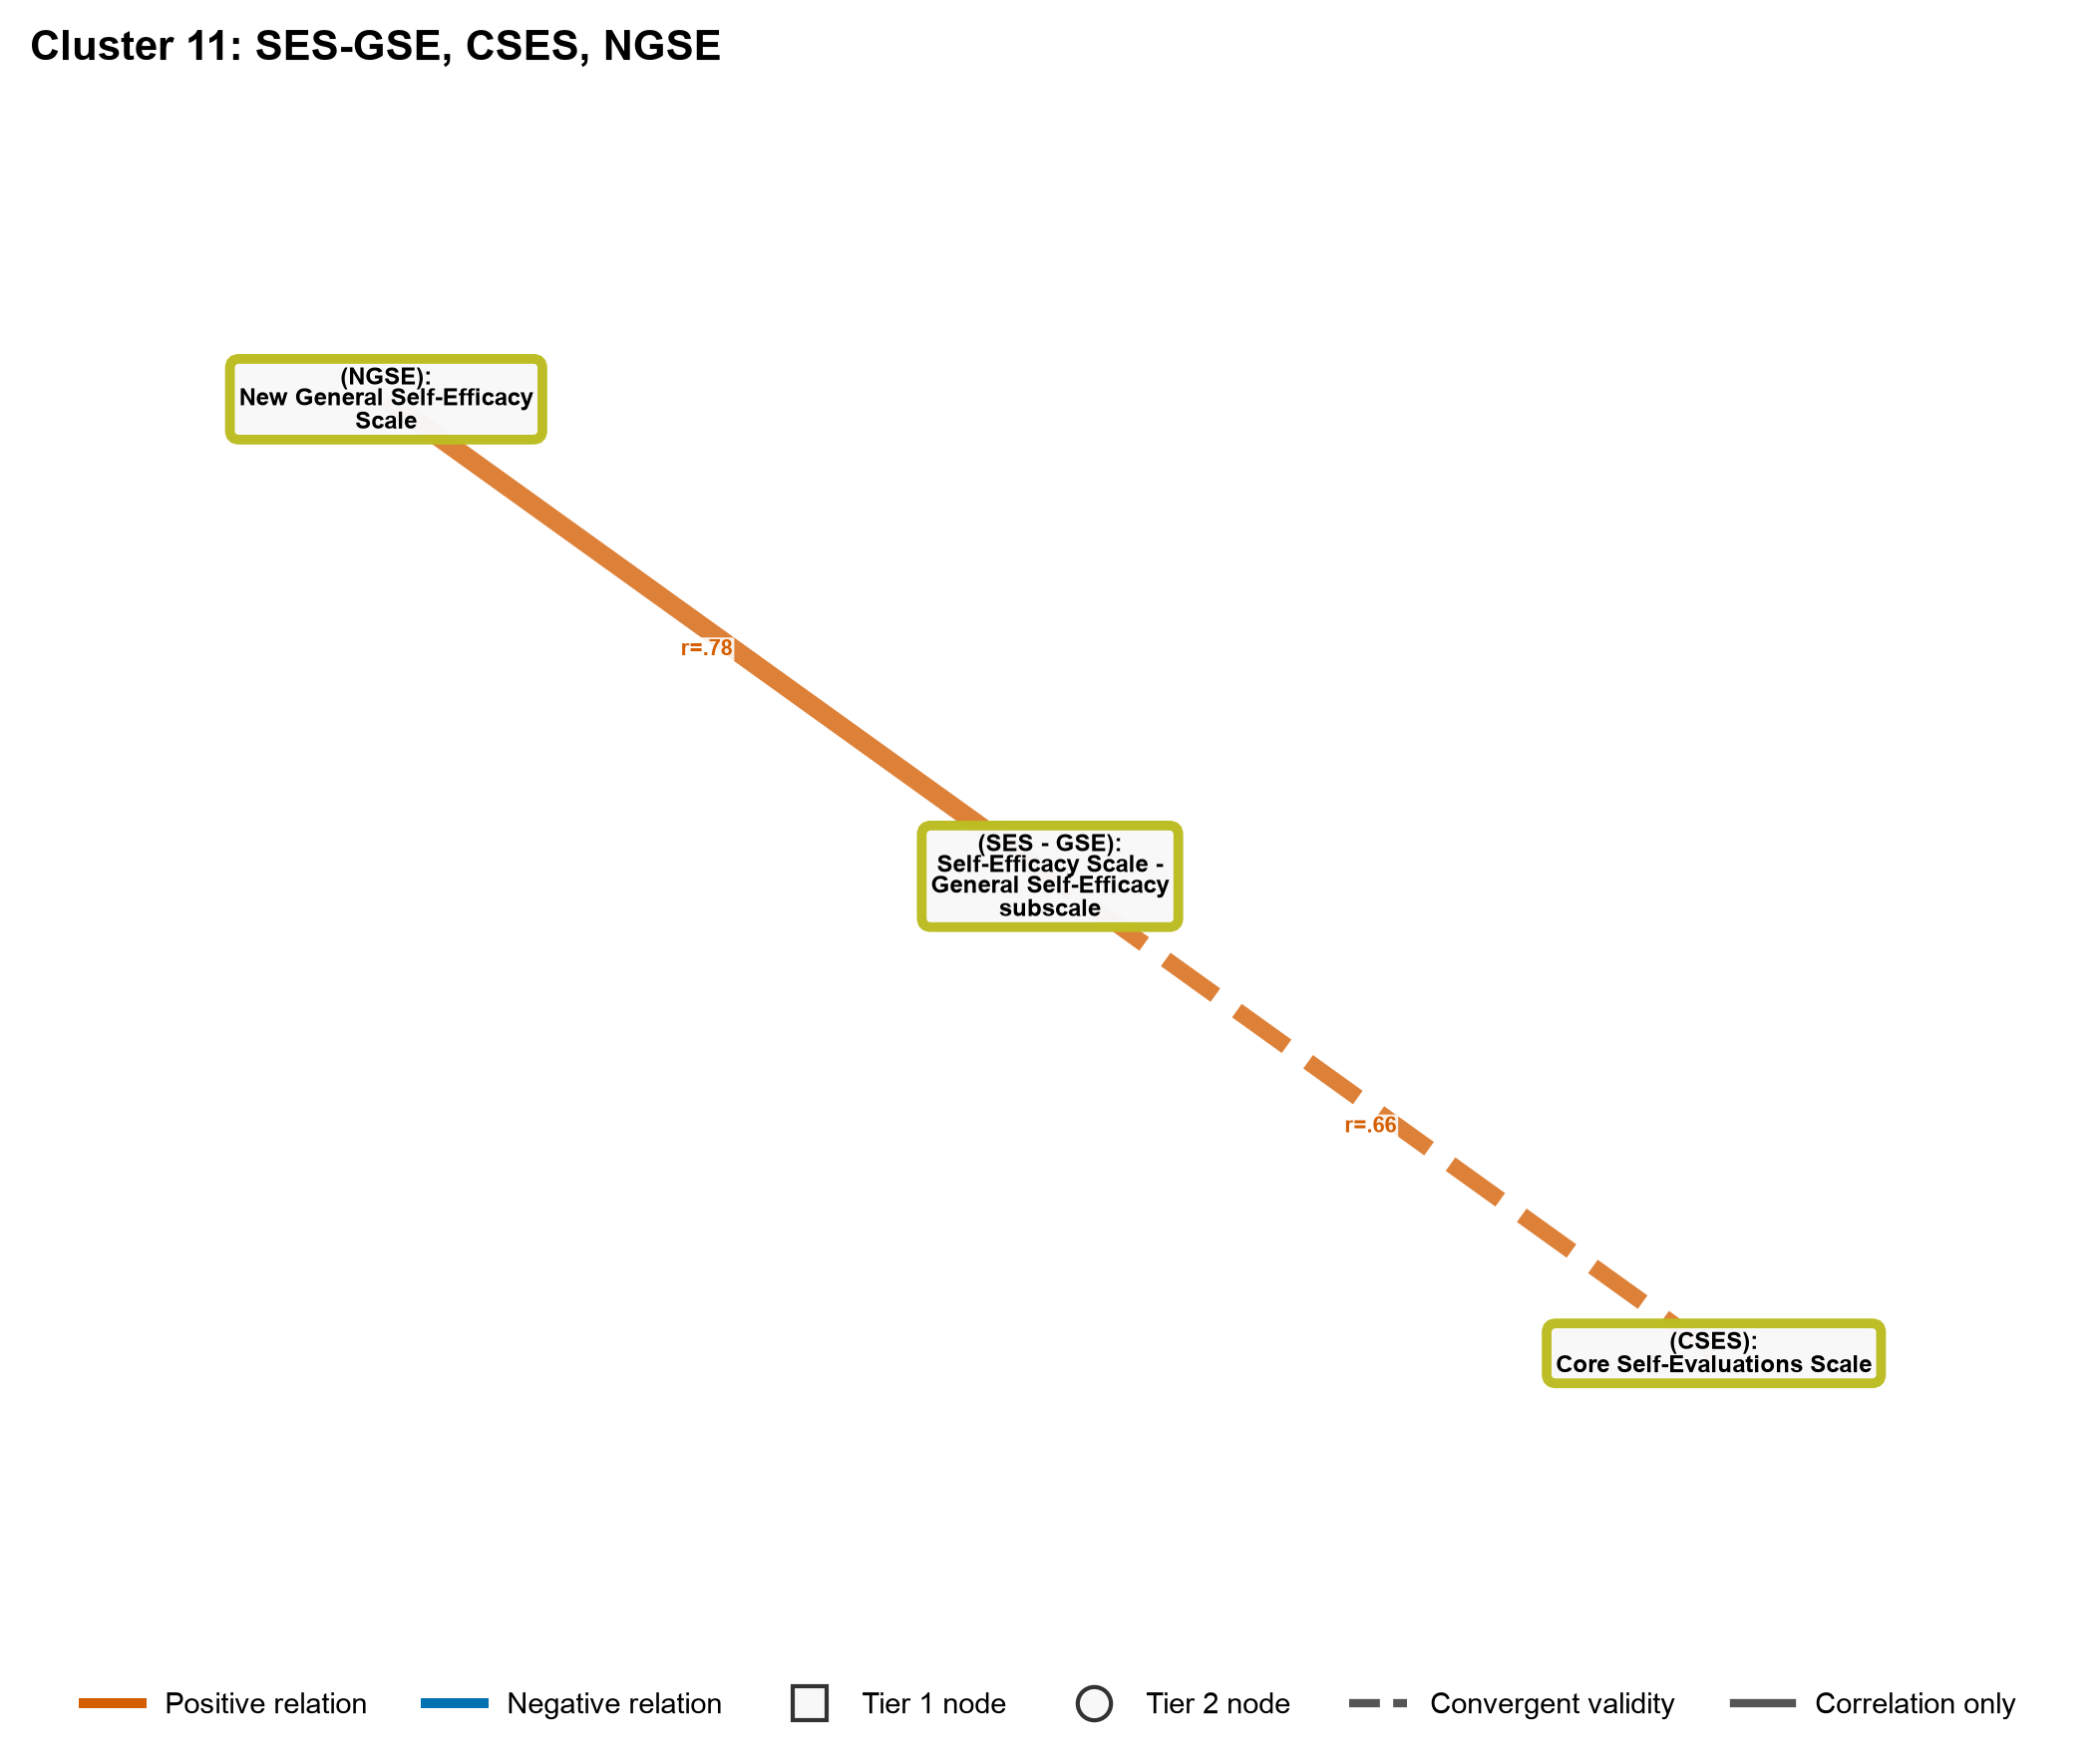 Cluster 11: SES-GSE, CSES, NGSE
(NGSE):
New General Self-Efficacy
Scale
r=.78
(SES - GSE):
Self-Efficacy Scale -
General Self-Efficacy
subscale
r=.66
(CSES):
Core Self-Evaluations Scale
Positive relation
Negative relation
Tier 1 node
Tier 2 node
Convergent validity
Correlation only